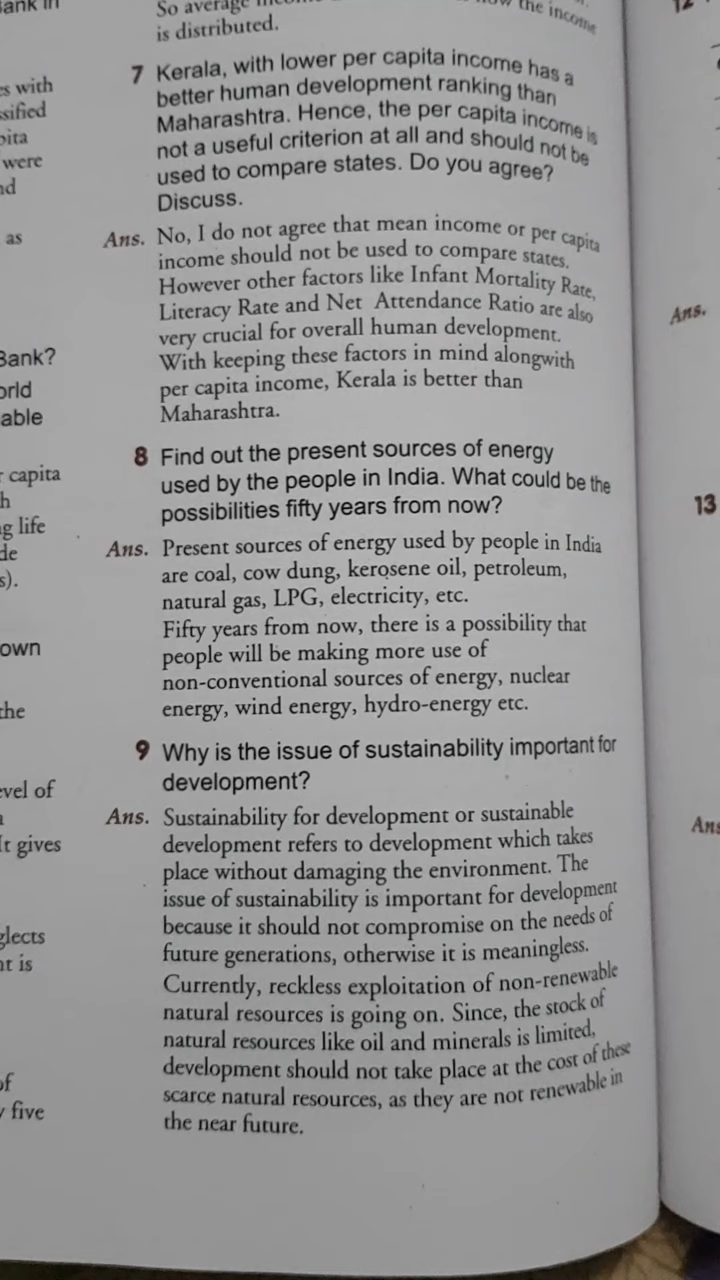 ank in
So average
the income
is distributed.
7 Kerala, with lower per capita income has a
better human development ranking than
Maharashtra. Hence, the per capita income is
not a useful criterion at all and should not be
used to compare states. Do you agree?
Discuss.
Ans. No, I do not agree that mean income or per capita
income should not be used to compare states.
However other factors like Infant Mortality Rate,
Literacy Rate and Net Attendance Ratio are also
very crucial for overall human development.
With keeping these factors in mind alongwith
per capita income, Kerala is better than
Maharashtra.
8 Find out the present sources of energy
used by the people in India. What could be the
possibilities fifty years from now?
Ans. Present sources of energy used by people in India
are coal, cow dung, kerosene oil, petroleum,
natural gas, LPG, electricity, etc.
Fifty years from now, there is a possibility that
people will be making more use of
non-conventional sources of energy, nuclear
energy, wind energy, hydro-energy etc.
9 Why is the issue of sustainability important for
development?
Ans. Sustainability for development or sustainable
development refers to development which takes
place without damaging the environment. The
issue of sustainability is important for development
because it should not compromise on the needs of
future generations, otherwise it is meaningless.
Currently, reckless exploitation of non-renewable
natural resources is going on. Since, the stock of
natural resources like oil and minerals is limited,
development should not take place at the cost of these
scarce natural resources, as they are not renewable in
the near future.
es with
ssified
pita
were
nd
as
Bank?
orld
able
r capita
h
g life
de
s).
own
the
evel of
It gives
glects
nt is
of
y five
12
Ans.
13
Ans